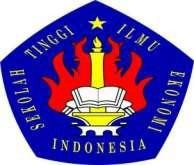 SEKOLAH TINGGI ILMU EKONOMI
INDONESIA